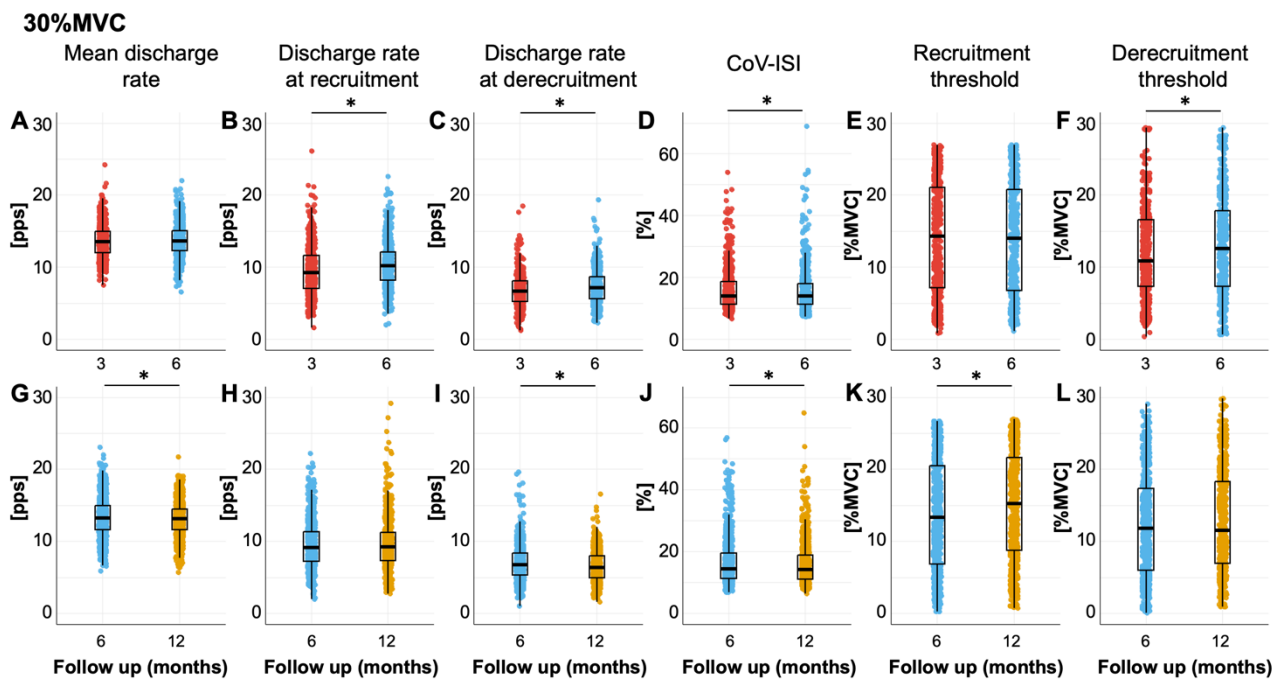 30%MVC
Mean discharge rate
Discharge rate at recruitment
Discharge rate at derecruitment
CoV-ISI
Recruitment threshold
Derecruitment threshold
* * * *
A B C D E F
30 30 30 60 30 30
20 20 20 40 20 20
[pps] [pps] [pps] [%] [%MVC] [%MVC]
10 10 10 20 10 10
0 0 0 0 0 0
3 6 3 6 3 6 3 6 3 6 3 6
* * * *
G H I J K L
30 30 30 60 30 30
20 20 20 40 20 20
[pps] [pps] [pps] [%] [%MVC] [%MVC]
10 10 10 20 10 10
0 0 0 0 0 0
6 12 6 12 6 12 6 12 6 12 6 12
Follow up (months) Follow up (months) Follow up (months) Follow up (months) Follow up (months) Follow up (months)